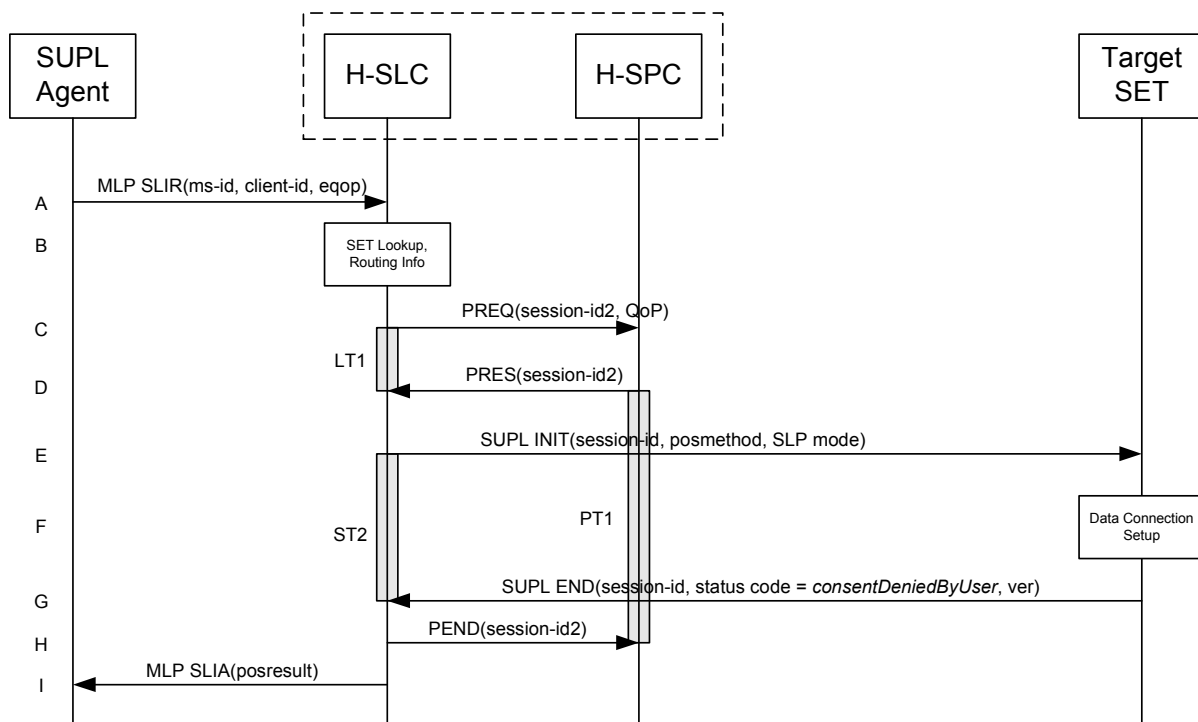 SUPL
Agent
H-SLC
H-SPC
Target
SET
A
MLP SLIR(ms-id, client-id, eqop)
B
SET Lookup,
Routing Info
C
PREQ(session-id2, QoP)
LT1
D
PRES(session-id2)
E
SUPL INIT(session-id, posmethod, SLP mode)
F
ST2
PT1
Data Connection
Setup
G
SUPL END(session-id, status code = consentDeniedByUser, ver)
H
PEND(session-id2)
I
MLP SLIA(posresult)